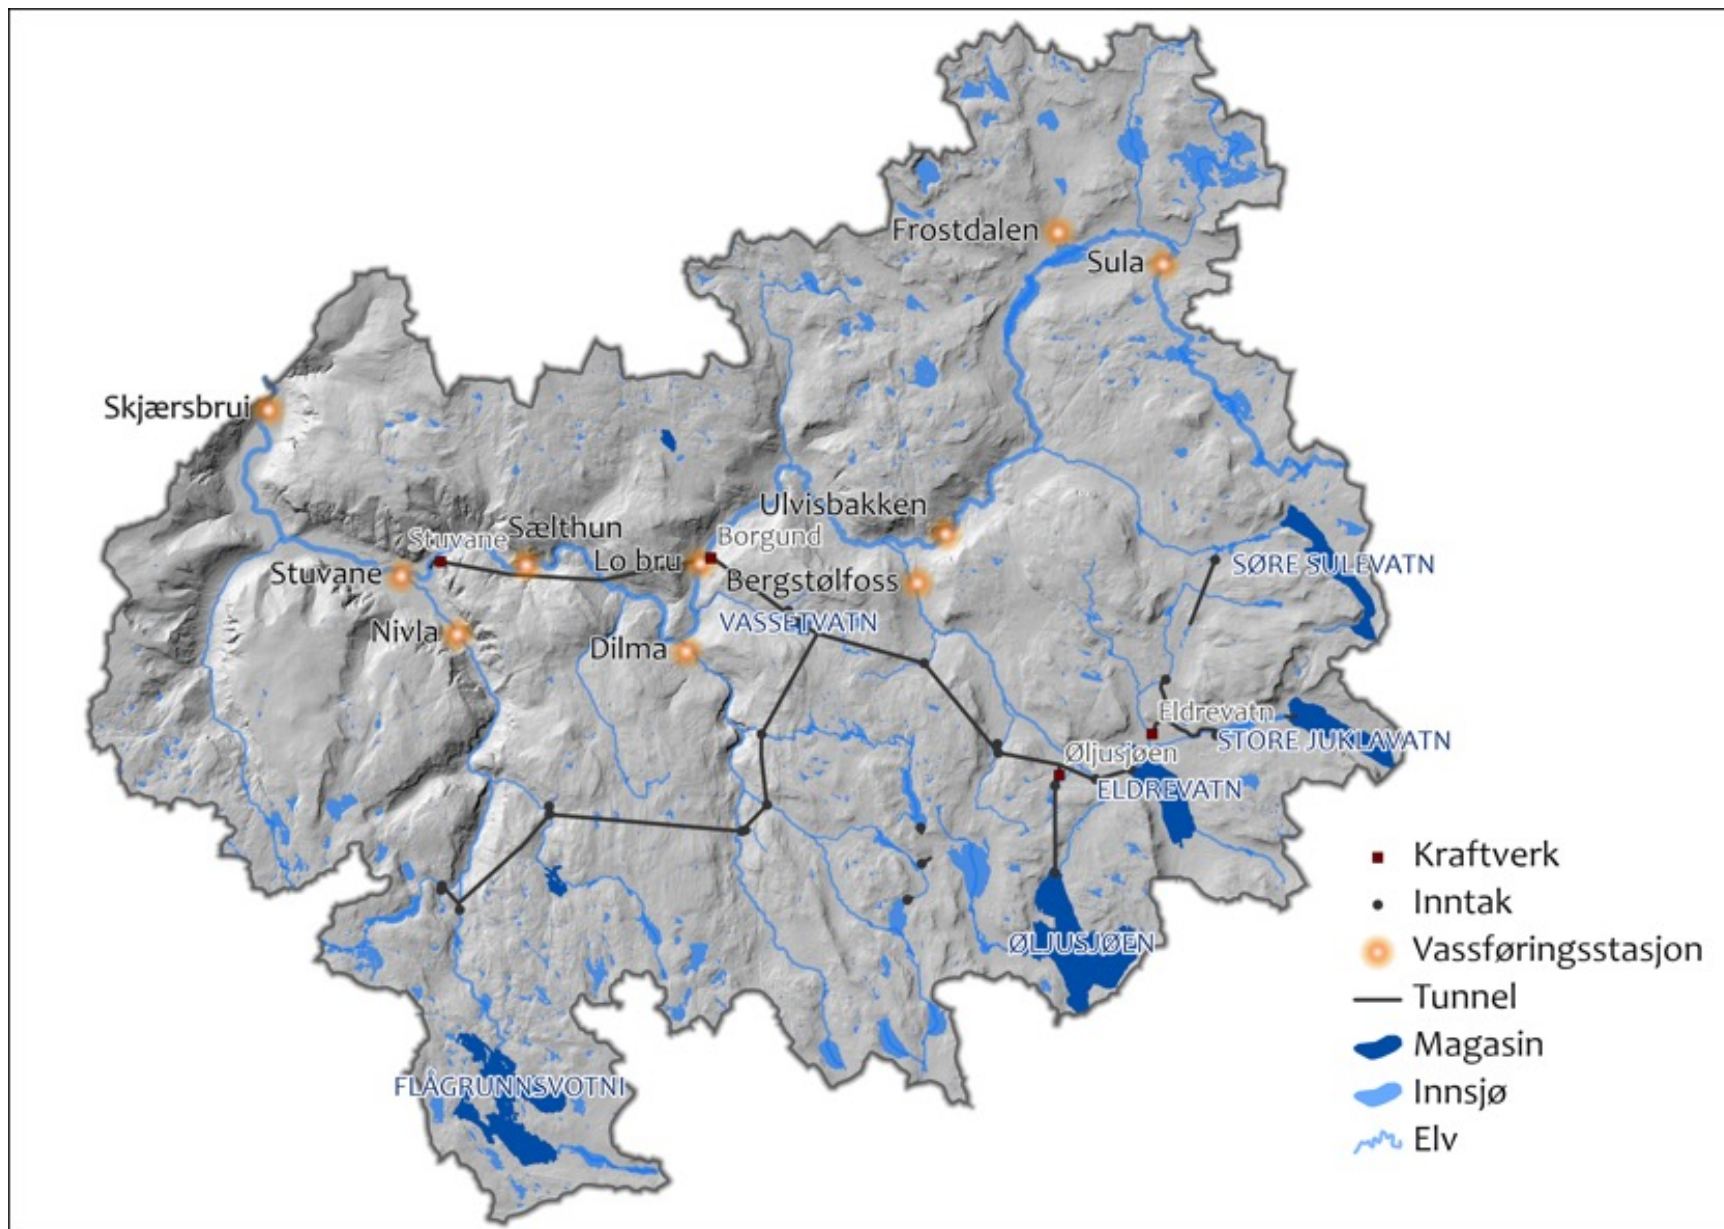 Frostdalen
Sula
Skjærsbrui
Ulvisbakken
Sælthun
Borgund
Stuvane
Lo bru
SØRE SULEVATN
Stuvane
Bergstølfoss
VASSETVATN
Nivla
Dilma
Eldrevatn
STORE JUKLAVATN
Øljusjøen
ELDREVATN
ØLJUSJØEN
FLÅGRUNNSVOTNI
Kraftverk
Inntak
Vassføringsstasjon
Tunnel
Magasin
Innsjø
Elv